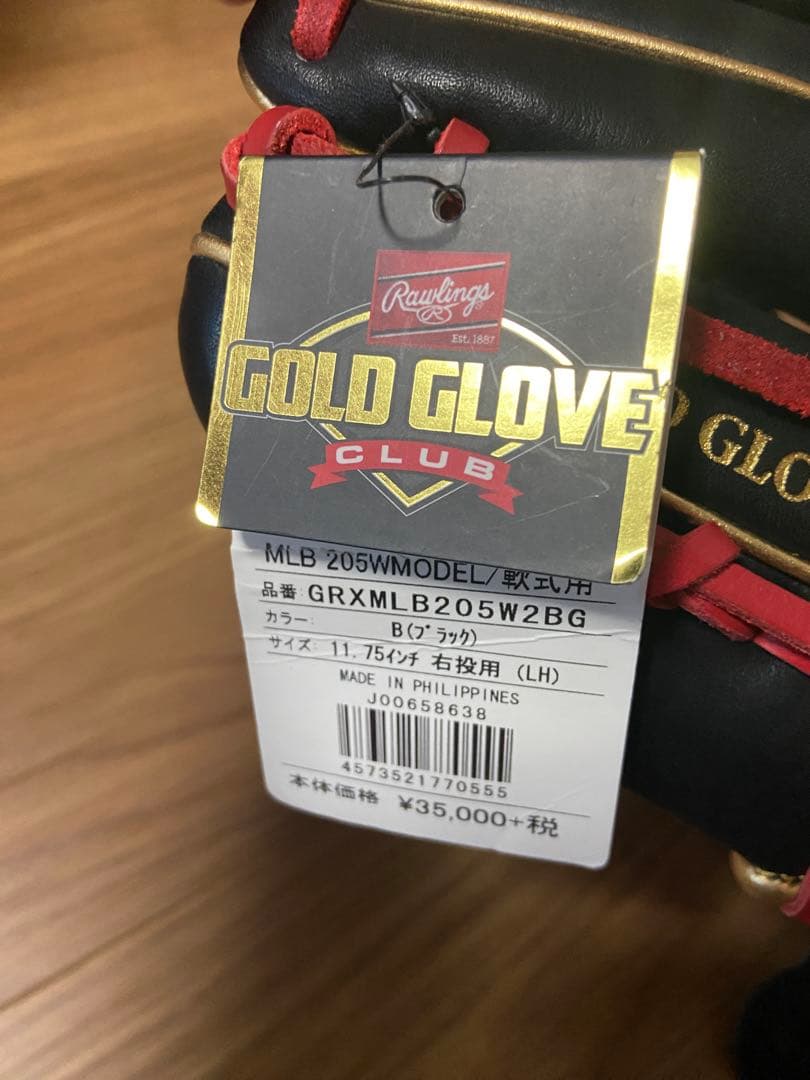 Rawlings
R
Est. 1887
GOLD GLOVE
CLUB
GLO
MLB 205WMODEL/軟式用
品番: GRXMLB205W2BG
カラー: B(ﾌﾞﾗｯｸ)
サイズ: 11.75ｲﾝﾁ 右投用 (LH)
MADE IN PHILIPPINES
J00658638
4573521770555
本体価格 ¥35,000+税